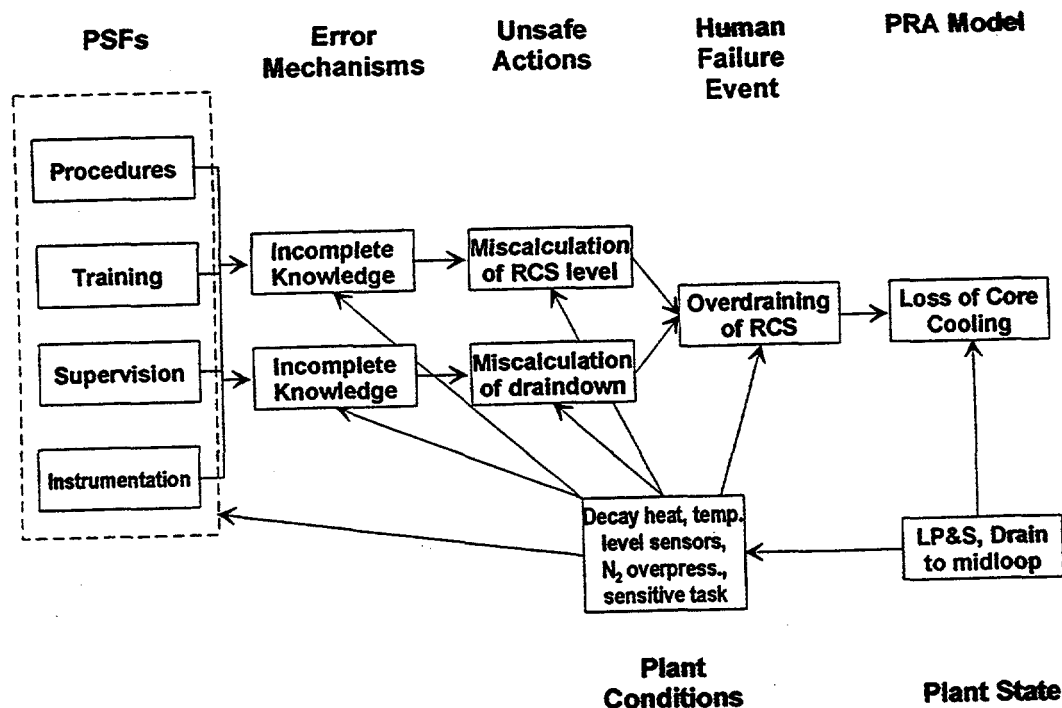 PSFs
Error
Mechanisms
Unsafe
Actions
Human
Failure
Event
PRA Model
Procedures
Training
Supervision
Instrumentation
Incomplete
Knowledge
Incomplete
Knowledge
Miscalculation
of RCS level
Miscalculation
of draindown
Overdraining
of RCS
Loss of Core
Cooling
Decay heat, temp.
level sensors,
N₂ overpress.,
sensitive task
LP&S, Drain
to midloop
Plant
Conditions
Plant State